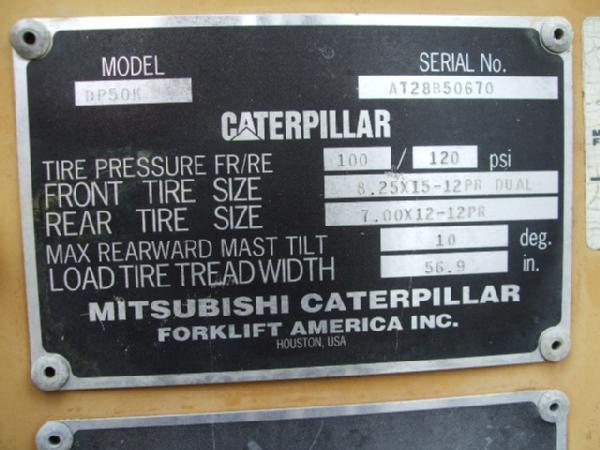 MODEL
SERIAL No.
DP50K
AT28B50670
CATERPILLAR
TIRE PRESSURE FR/RE 100 / 120 psi
FRONT TIRE SIZE 8.25X15-12PR DUAL
REAR TIRE SIZE 7.00X12-12PR
MAX REARWARD MAST TILT 10 deg.
LOAD TIRE TREAD WIDTH 56.9 in.
MITSUBISHI CATERPILLAR
FORKLIFT AMERICA INC.
HOUSTON, USA